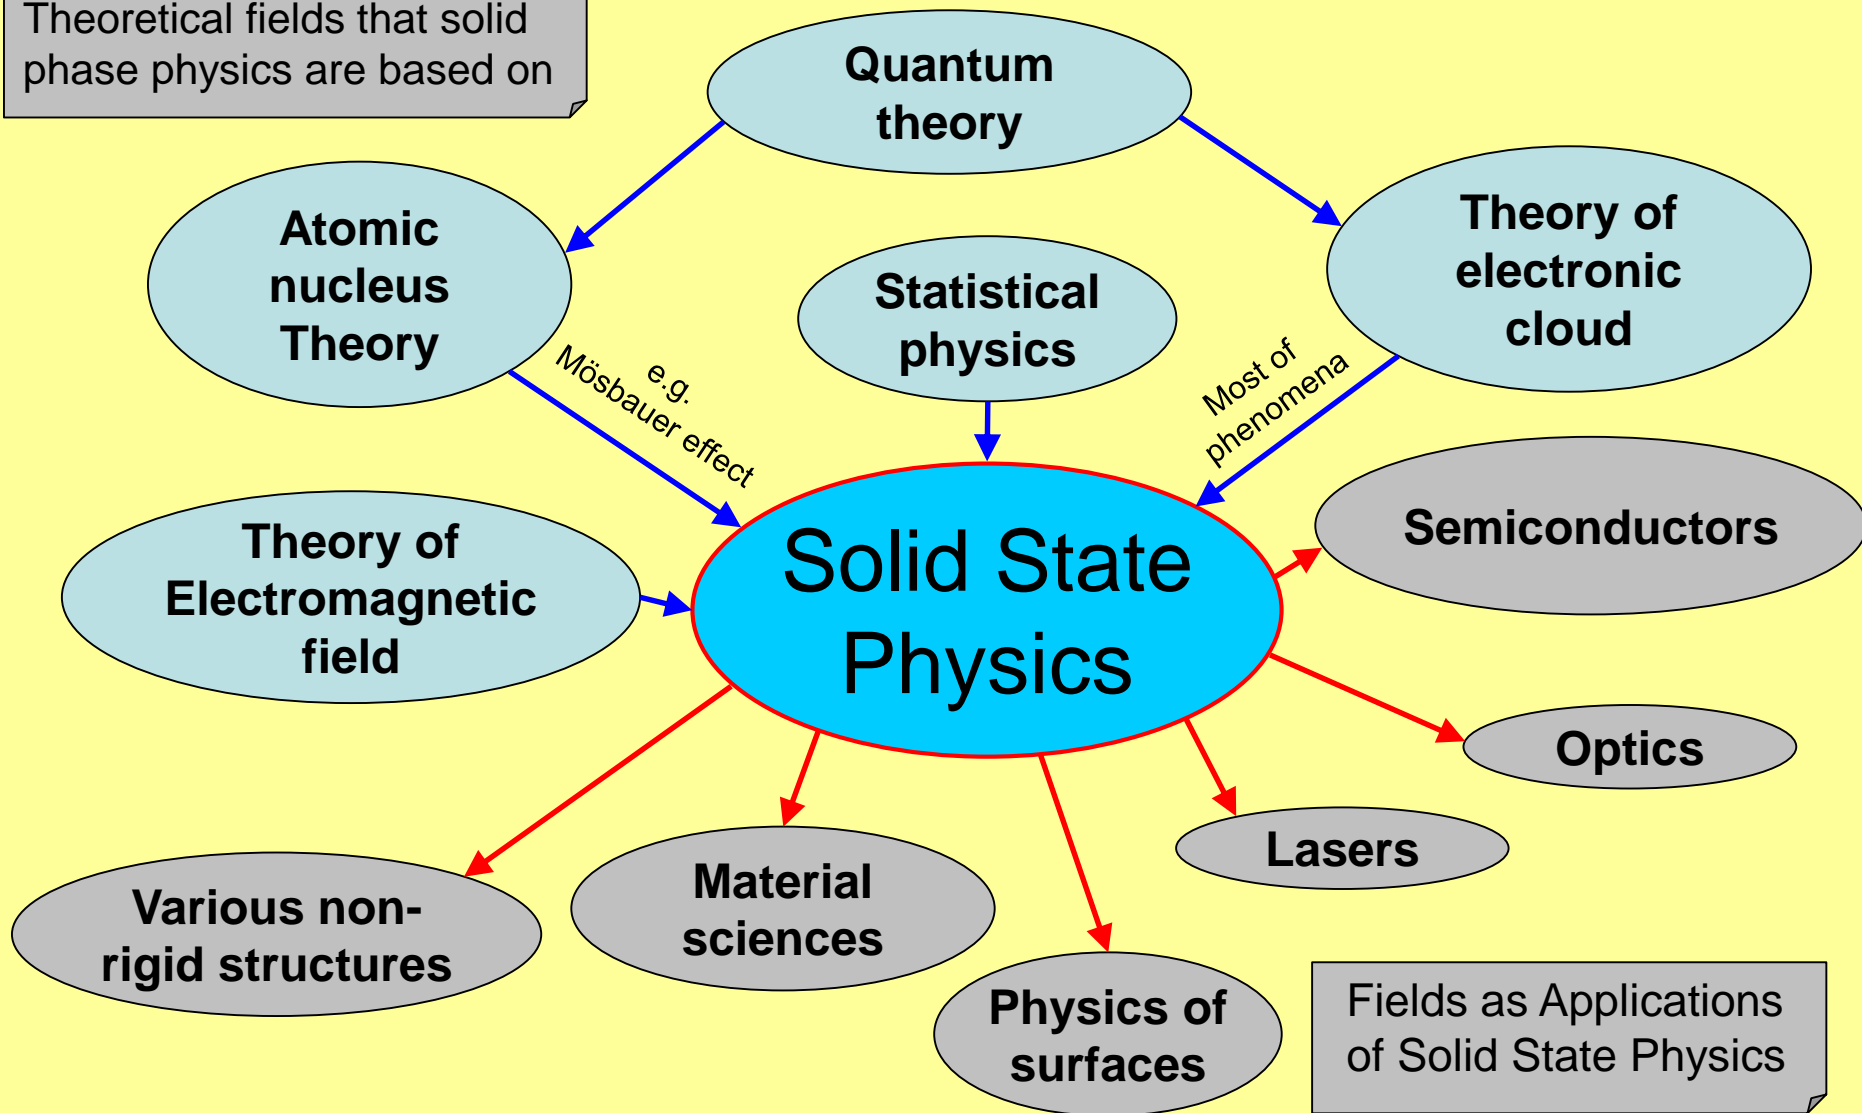 Theoretical fields that solid
phase physics are based on
Quantum
theory
Atomic
nucleus
Theory
Statistical
physics
Theory of
electronic
cloud
e.g.
Mösbauer effect
Most of
phenomena
Theory of
Electromagnetic
field
Solid State
Physics
Semiconductors
Optics
Lasers
Various non-
rigid structures
Material
sciences
Physics of
surfaces
Fields as Applications
of Solid State Physics